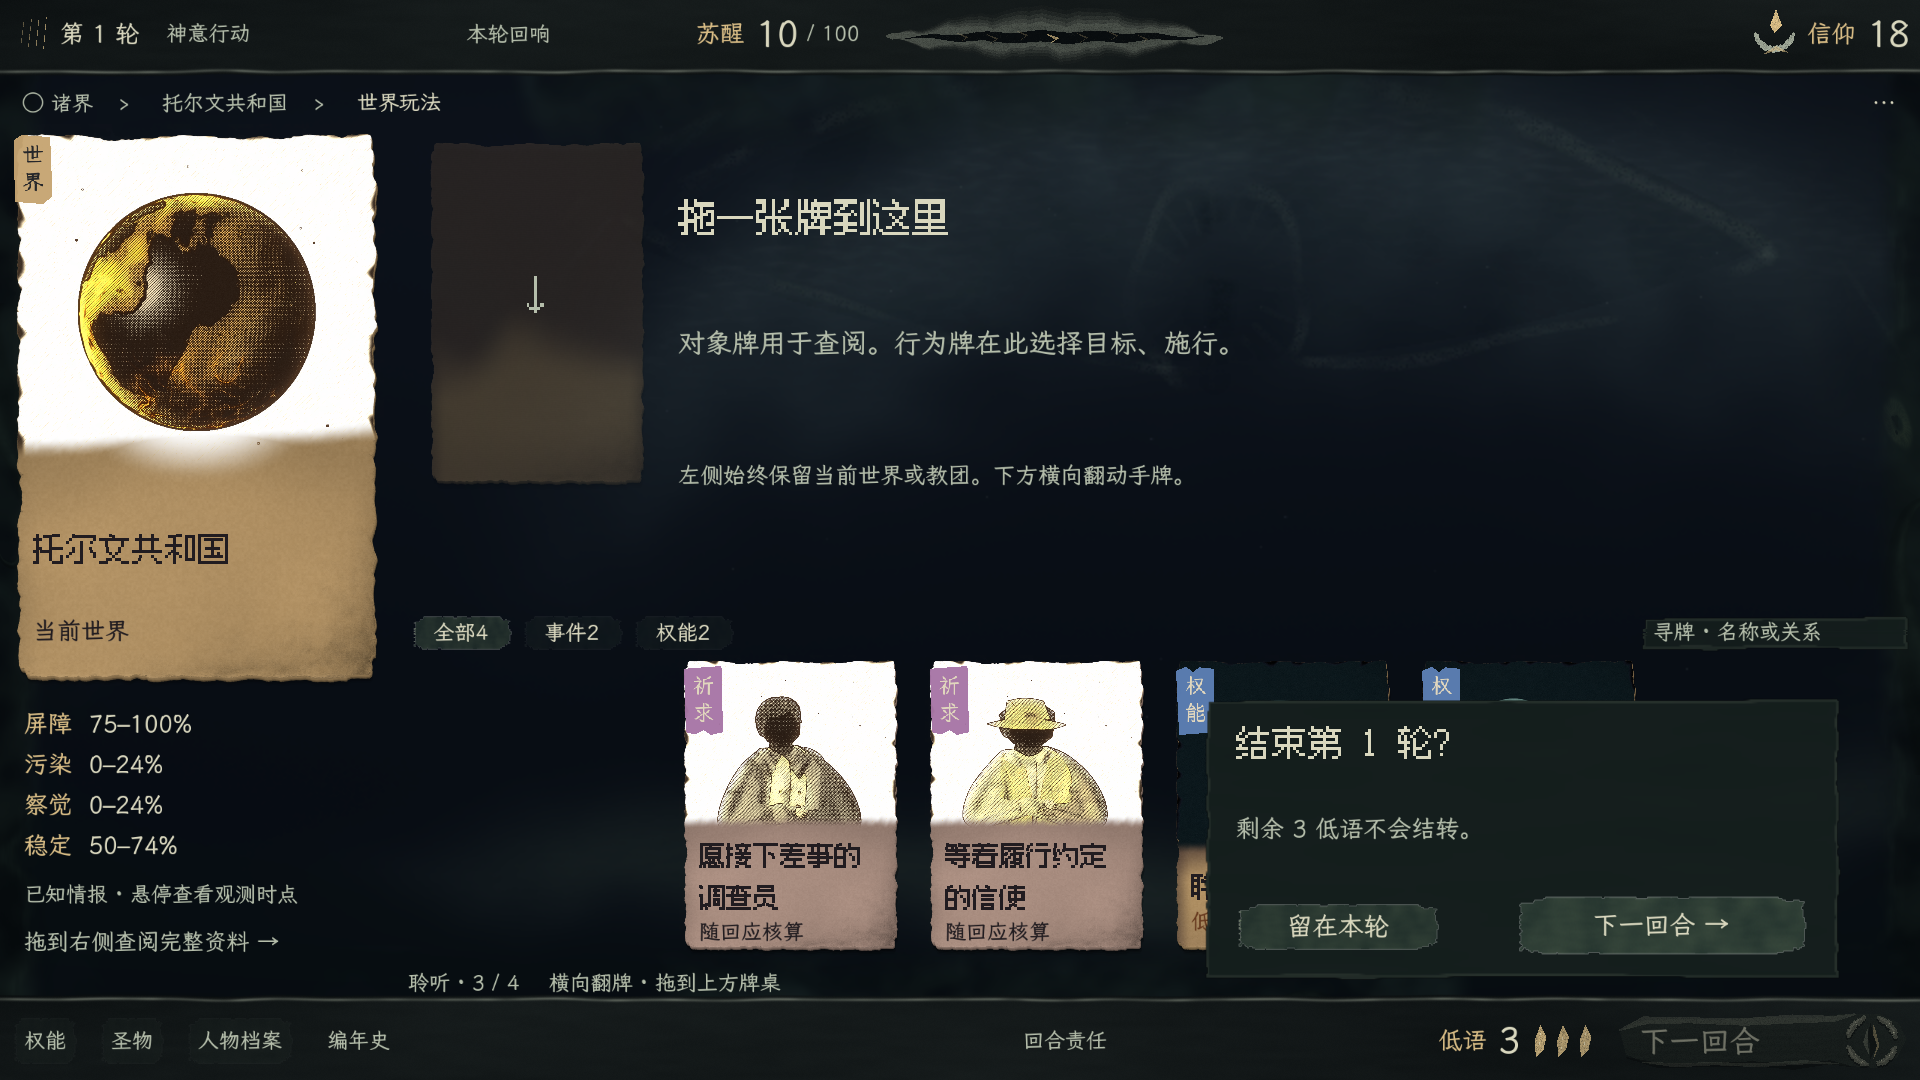 第 1 轮 神意行动 本轮回响 苏醒 10 / 100 信仰 18
诸界 > 托尔文共和国 > 世界玩法 ...
世界
托尔文共和国
当前世界
屏障 75–100%
污染 0–24%
察觉 0–24%
稳定 50–74%
已知情报·悬停查看观测时点
拖到右侧查阅完整资料 →
拖一张牌到这里
对象牌用于查阅。行为牌在此选择目标、施行。
左侧始终保留当前世界或教团。下方横向翻动手牌。
全部4 事件2 权能2 寻牌·名称或关系
祈求
愿接下差事的
调查员
随回应核算
祈求
等着履行约定
的信使
随回应核算
权能
权
低
结束第 1 轮?
剩余 3 低语不会结转。
留在本轮 下一回合 →
聆听·3 / 4 横向翻牌·拖到上方牌桌
权能 圣物 人物档案 编年史 回合责任 低语 3 下一回合